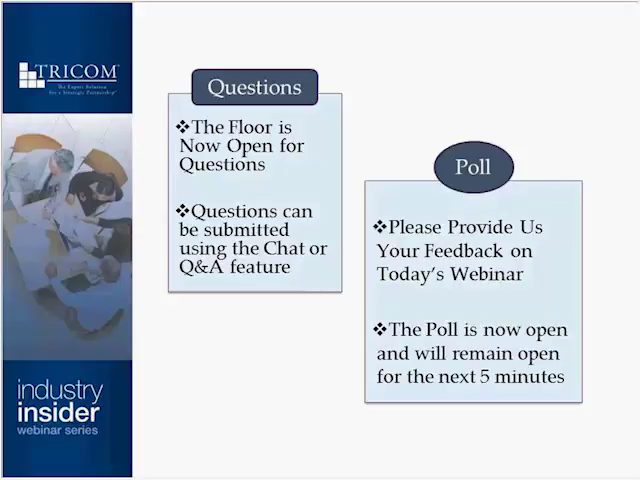 TRICOM
The Expert Solution
for a Strategic Partnership
industry
insider
webinar series
Questions
❖The Floor is
Now Open for
Questions
❖Questions can
be submitted
using the Chat or
Q&A feature
Poll
❖Please Provide Us
Your Feedback on
Today's Webinar
❖The Poll is now open
and will remain open
for the next 5 minutes